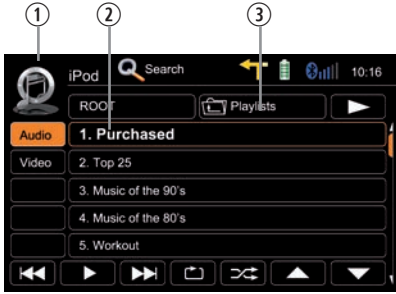 1 2 3
iPod Search 10:16
ROOT Playlists
Audio 1. Purchased
Video 2. Top 25
3. Music of the 90's
4. Music of the 80's
5. Workout